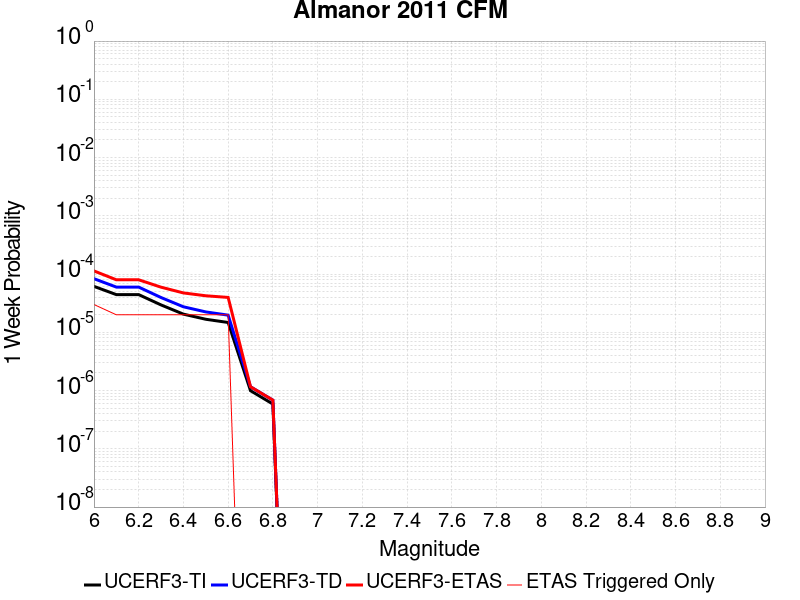 Almanor 2011 CFM
10^0
10^-1
10^-2
10^-3
10^-4
10^-5
10^-6
10^-7
10^-8
1 Week Probability
6 6.2 6.4 6.6 6.8 7 7.2 7.4 7.6 7.8 8 8.2 8.4 8.6 8.8 9
Magnitude
UCERF3-TI UCERF3-TD UCERF3-ETAS ETAS Triggered Only